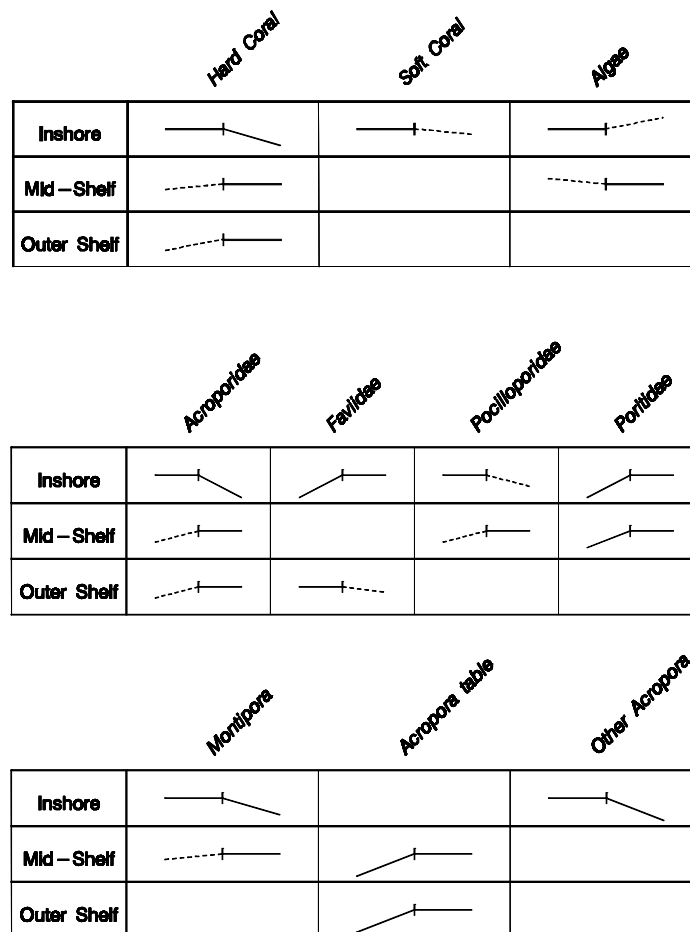 Hard Coral Soft Coral Algae
Inshore
Mid-Shelf
Outer Shelf
Acroporidae Faviidae Pocilloporidae Poritidae
Inshore
Mid-Shelf
Outer Shelf
Montipora Acropora table Other Acropora
Inshore
Mid-Shelf
Outer Shelf